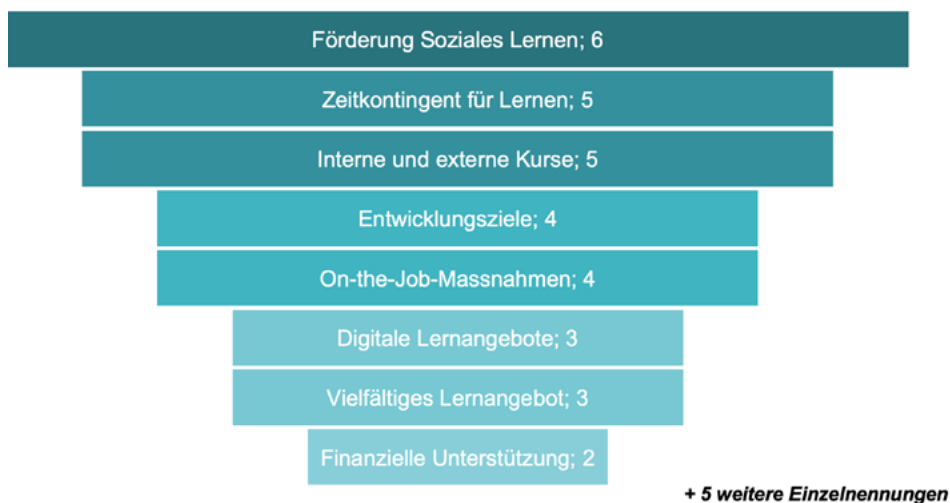 Förderung Soziales Lernen; 6
Zeitkontingent für Lernen; 5
Interne und externe Kurse; 5
Entwicklungsziele; 4
On-the-Job-Massnahmen; 4
Digitale Lernangebote; 3
Vielfältiges Lernangebot; 3
Finanzielle Unterstützung; 2
+ 5 weitere Einzelnennungen